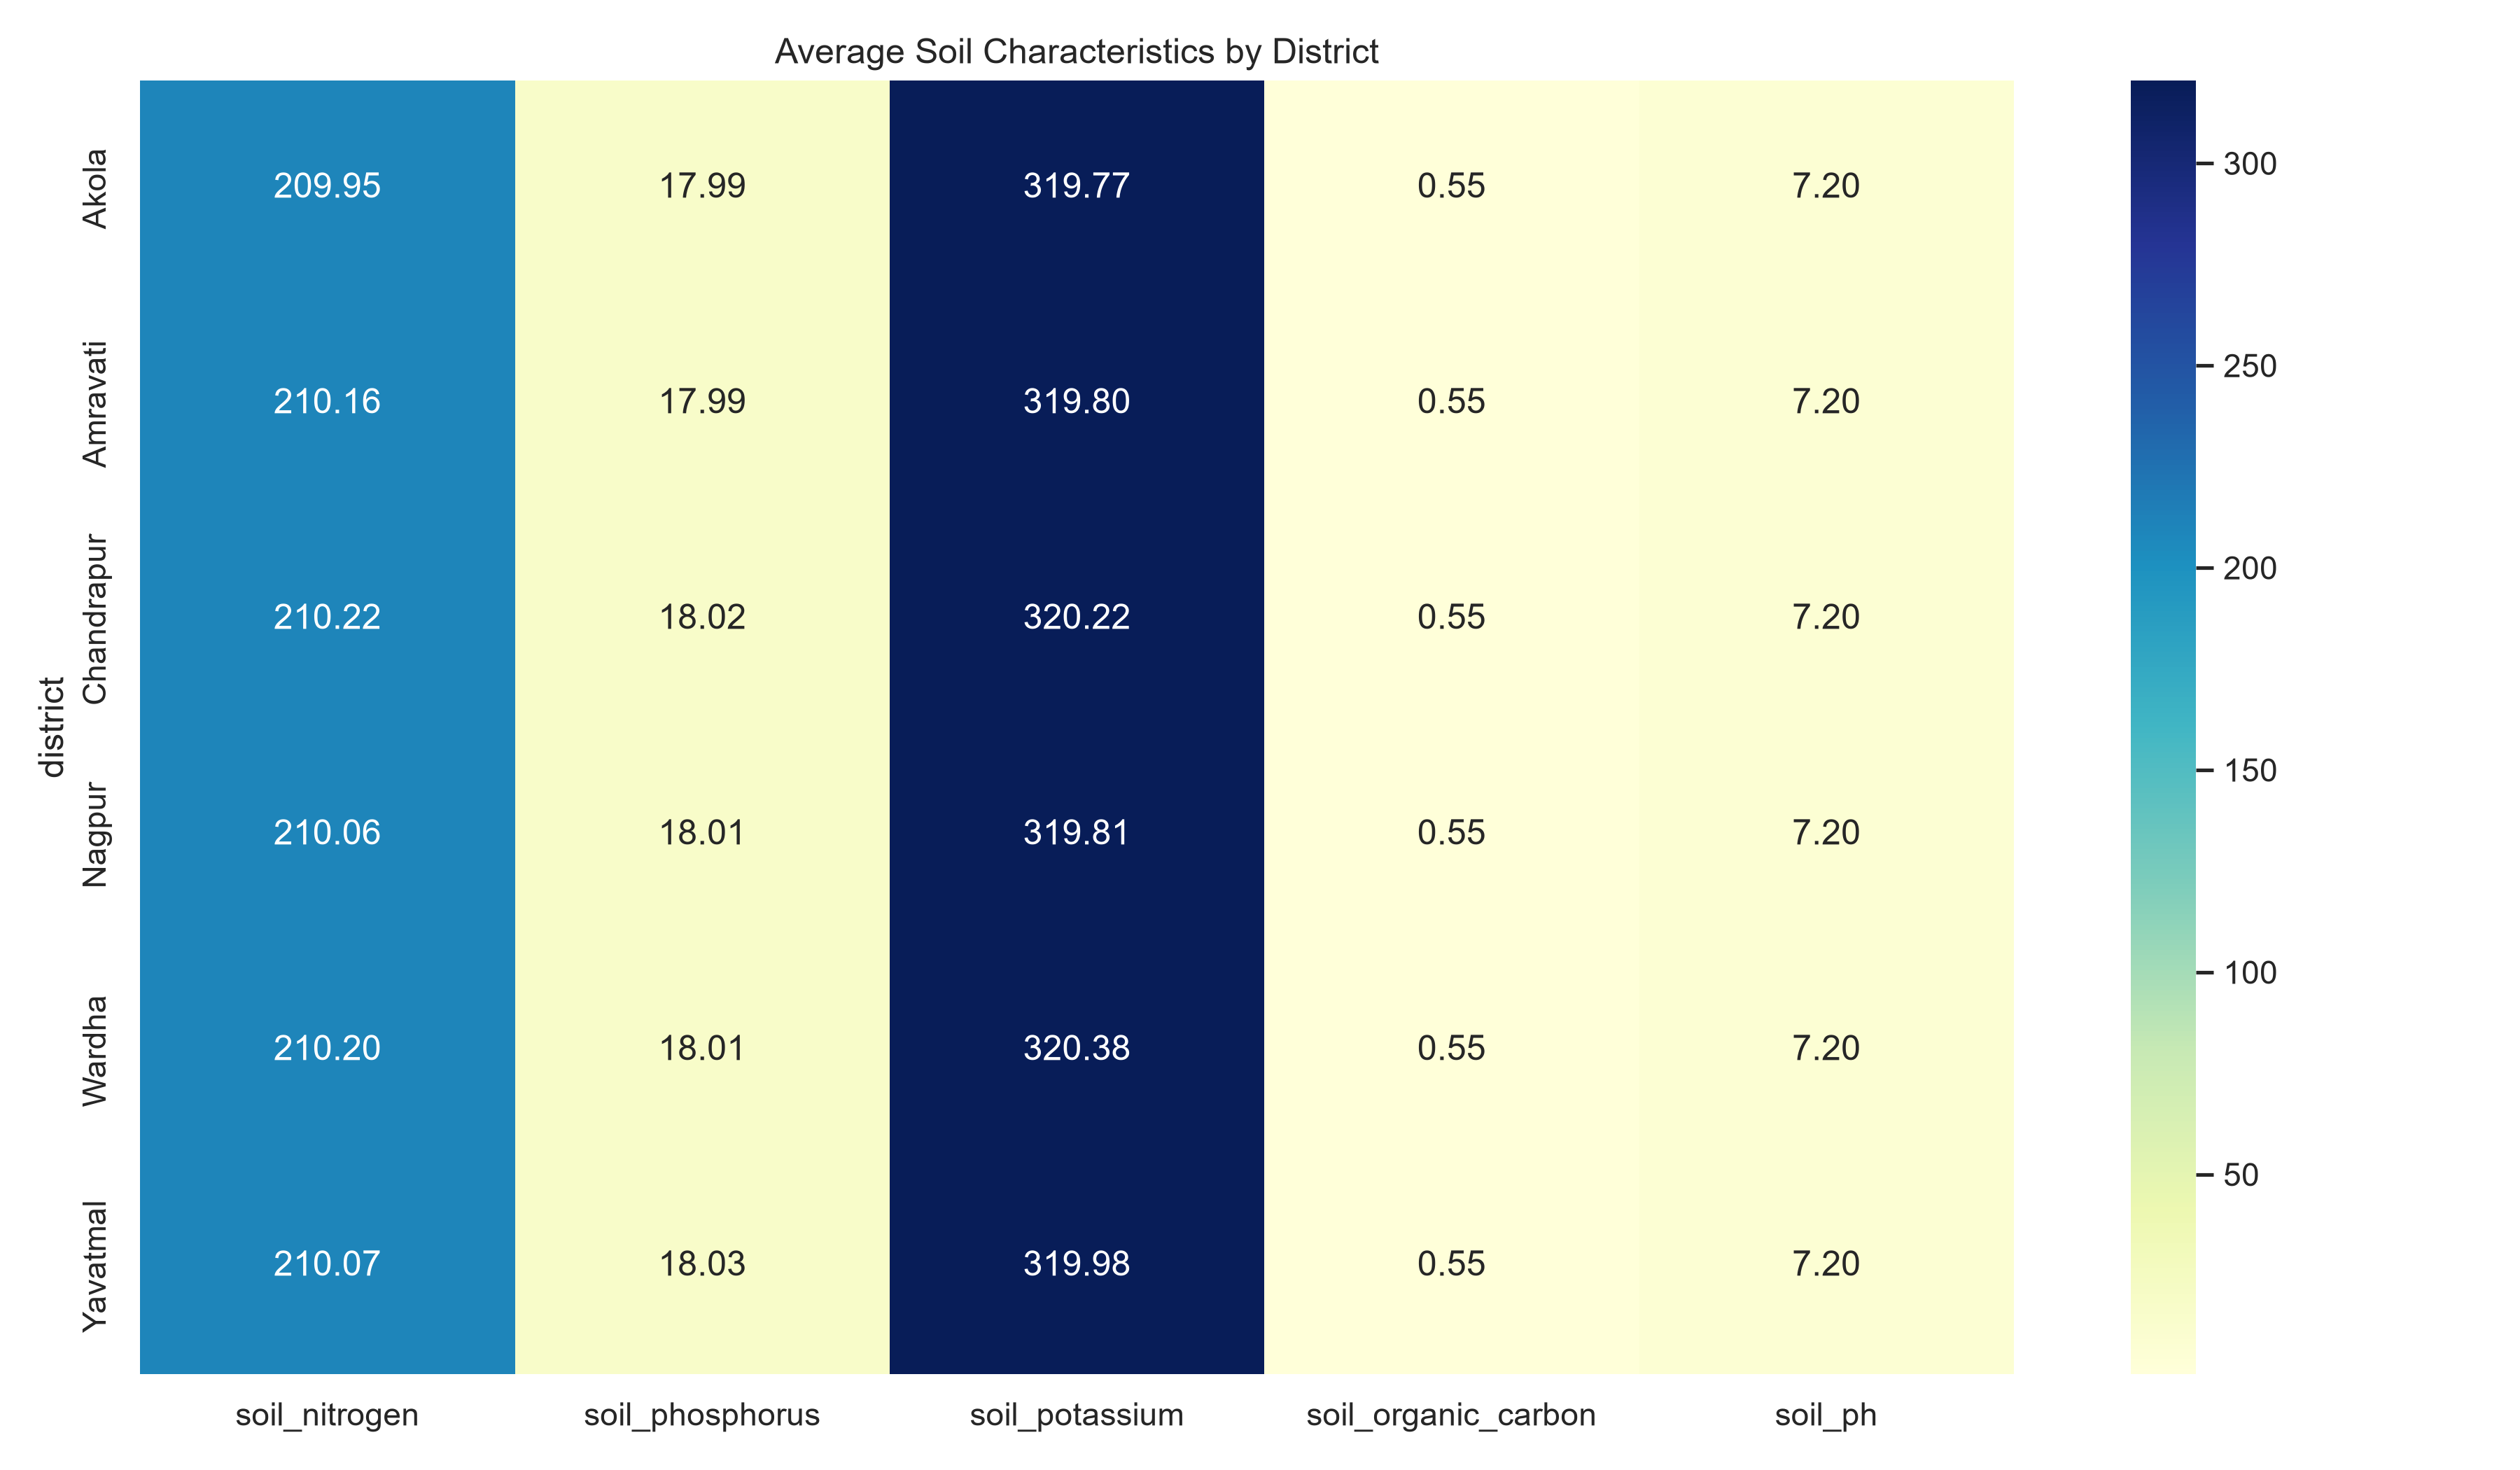 Average Soil Characteristics by District
district
Akola 209.95 17.99 319.77 0.55 7.20
Amravati 210.16 17.99 319.80 0.55 7.20
Chandrapur 210.22 18.02 320.22 0.55 7.20
Nagpur 210.06 18.01 319.81 0.55 7.20
Wardha 210.20 18.01 320.38 0.55 7.20
Yavatmal 210.07 18.03 319.98 0.55 7.20
soil_nitrogen soil_phosphorus soil_potassium soil_organic_carbon soil_ph
300
250
200
150
100
50